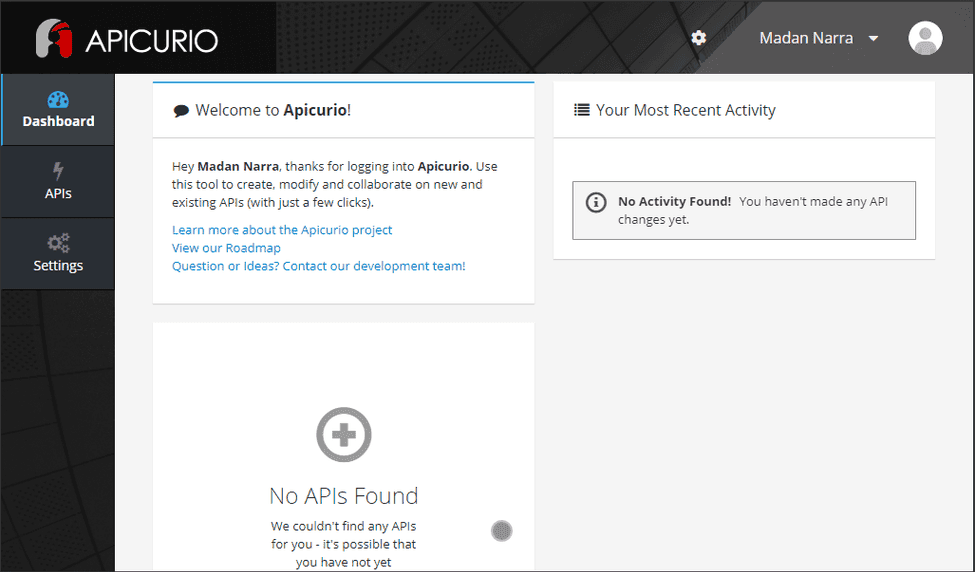 APICURIO
Madan Narra
Dashboard
APIs
Settings
Welcome to Apicurio!
Hey Madan Narra, thanks for logging into Apicurio. Use
this tool to create, modify and collaborate on new and
existing APIs (with just a few clicks).
Learn more about the Apicurio project
View our Roadmap
Question or Ideas? Contact our development team!
Your Most Recent Activity
No Activity Found! You haven't made any API
changes yet.
No APIs Found
We couldn't find any APIs
for you - it's possible that
you have not yet